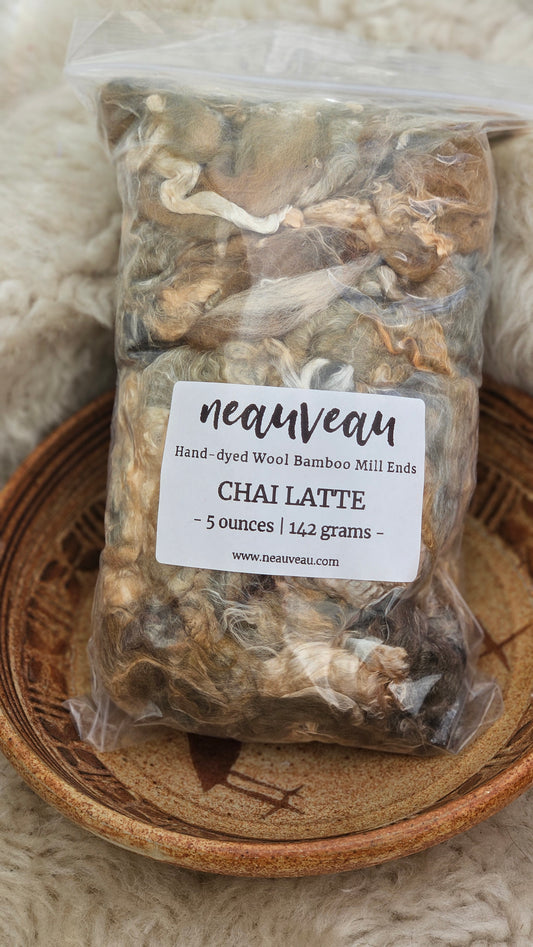 neauveau
Hand-dyed Wool Bamboo Mill Ends
CHAI LATTE
- 5 ounces | 142 grams -
www.neauveau.com